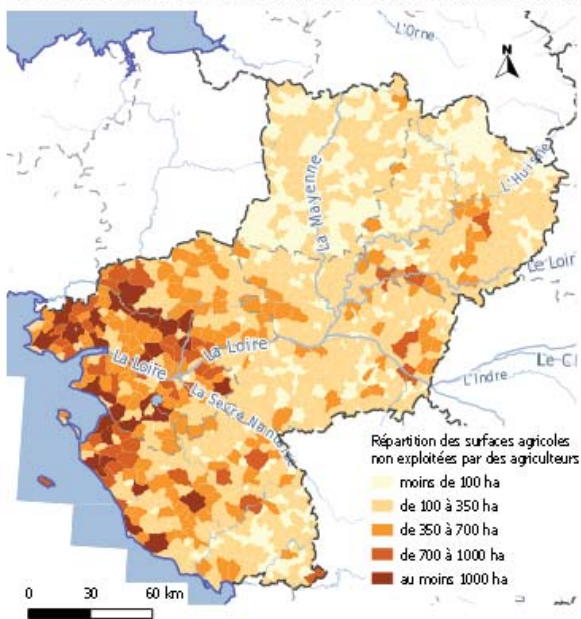 L'Orne
N
La Mayenne
L'Huisne
Le Loir
La Loire
La Loire
L'Indre
La Sèvre Nantaise
Répartition des surfaces agricoles
non exploitées par des agriculteurs
moins de 100 ha
de 100 à 350 ha
de 350 à 700 ha
de 700 à 1000 ha
au moins 1000 ha
0 30 60 km